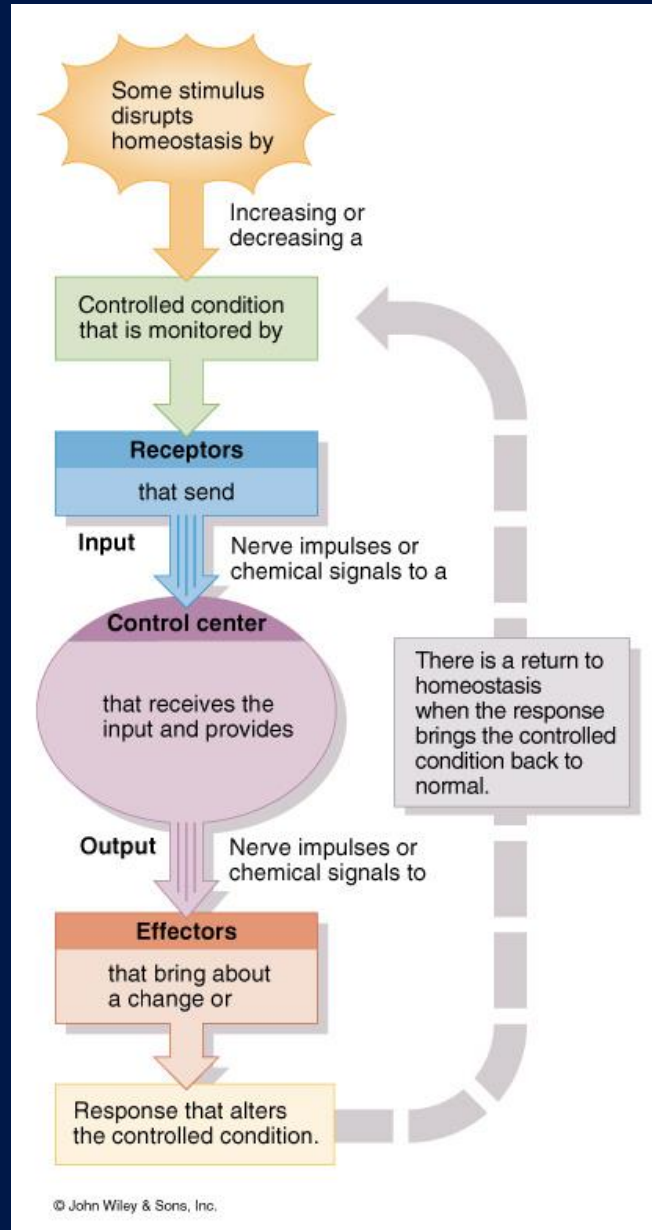 Some stimulus
disrupts
homeostasis by
Increasing or
decreasing a
Controlled condition
that is monitored by
Receptors
that send
Input
Nerve impulses or
chemical signals to a
Control center
that receives the
input and provides
Output
Nerve impulses or
chemical signals to
Effectors
that bring about
a change or
Response that alters
the controlled condition.
There is a return to
homeostasis
when the response
brings the controlled
condition back to
normal.
© John Wiley & Sons, Inc.